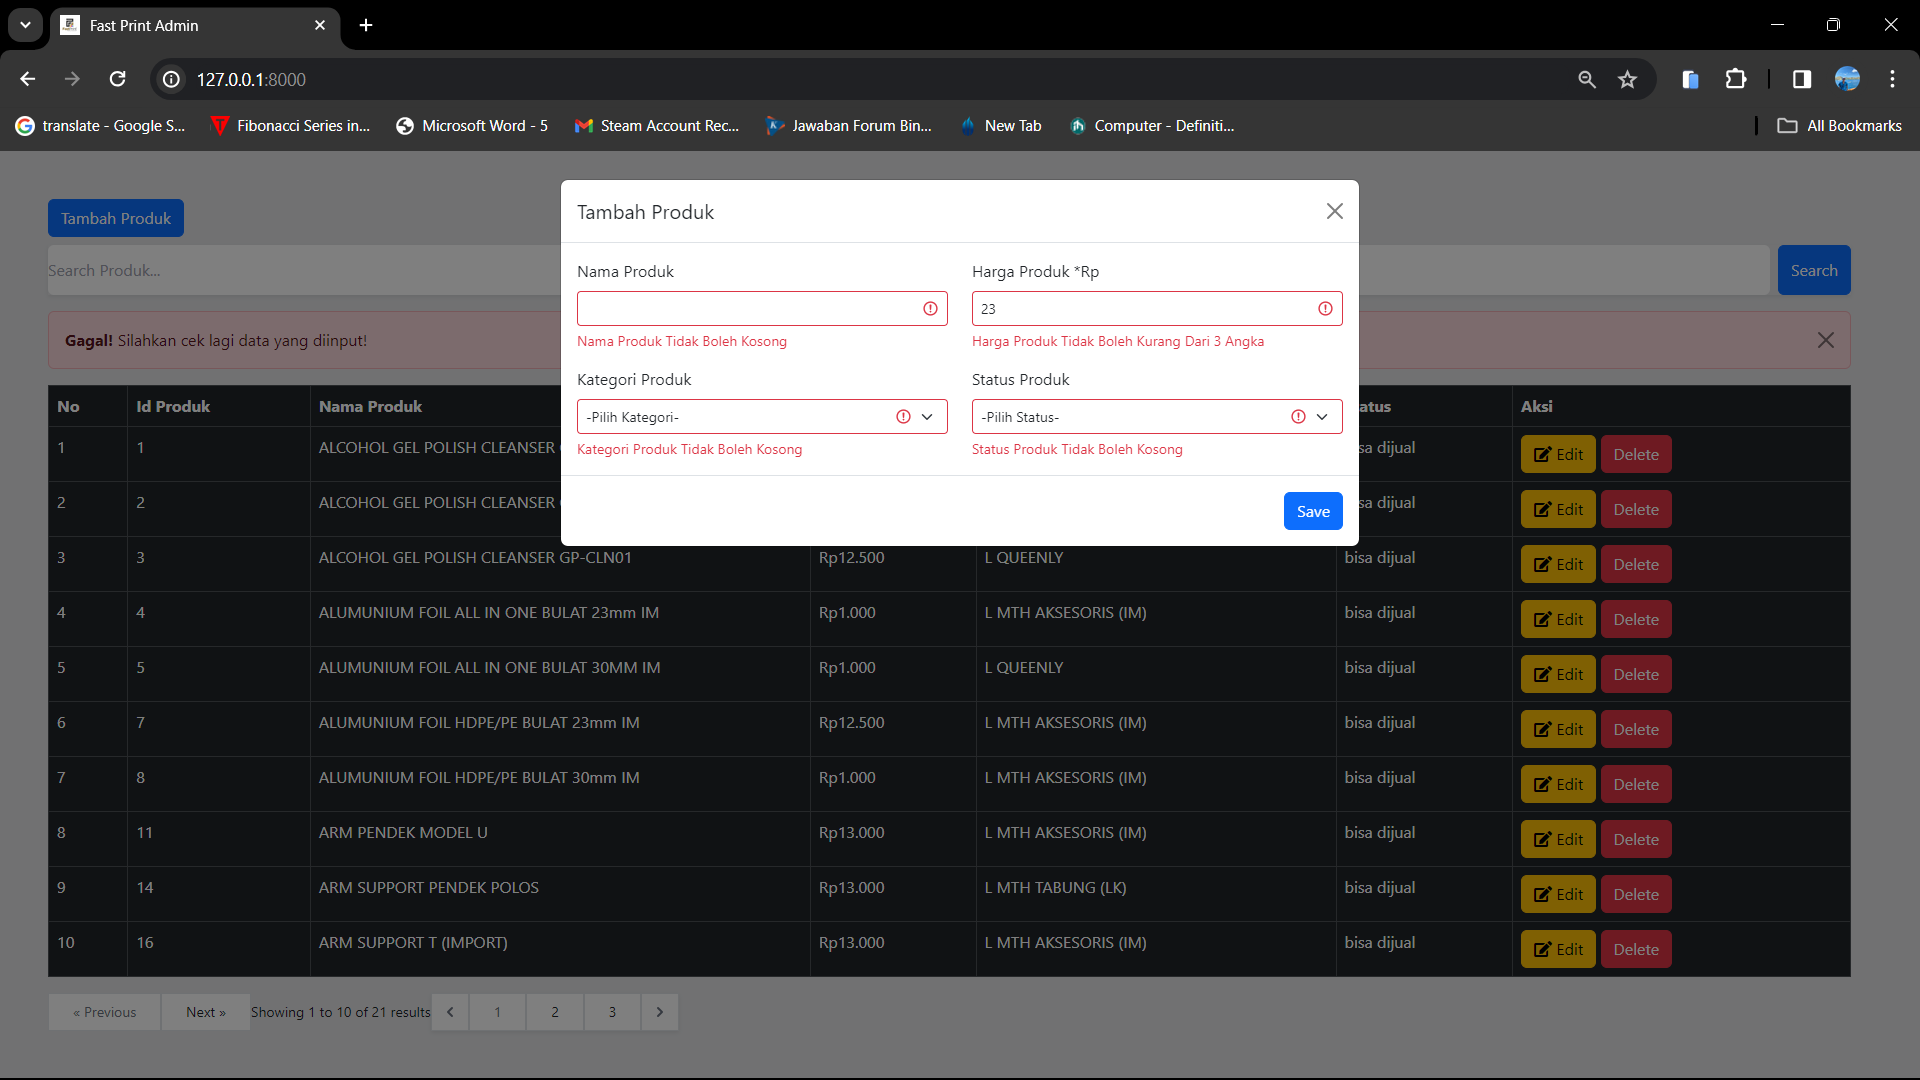 Fast Print Admin
127.0.0.1:8000
translate - Google S... Fibonacci Series in... Microsoft Word - 5 Steam Account Rec... Jawaban Forum Bin... New Tab Computer - Definiti... All Bookmarks
Tambah Produk
Search Produk... Search
Gagal! Silahkan cek lagi data yang diinput!
Tambah Produk
Nama Produk Harga Produk *Rp
23
Nama Produk Tidak Boleh Kosong Harga Produk Tidak Boleh Kurang Dari 3 Angka
Kategori Produk Status Produk
-Pilih Kategori- -Pilih Status-
Kategori Produk Tidak Boleh Kosong Status Produk Tidak Boleh Kosong
Save
No Id Produk Nama Produk atus Aksi
1 1 ALCOHOL GEL POLISH CLEANSER sa dijual Edit Delete
2 2 ALCOHOL GEL POLISH CLEANSER sa dijual Edit Delete
3 3 ALCOHOL GEL POLISH CLEANSER GP-CLN01 Rp12.500 L QUEENLY bisa dijual Edit Delete
4 4 ALUMUNIUM FOIL ALL IN ONE BULAT 23mm IM Rp1.000 L MTH AKSESORIS (IM) bisa dijual Edit Delete
5 5 ALUMUNIUM FOIL ALL IN ONE BULAT 30MM IM Rp1.000 L QUEENLY bisa dijual Edit Delete
6 7 ALUMUNIUM FOIL HDPE/PE BULAT 23mm IM Rp12.500 L MTH AKSESORIS (IM) bisa dijual Edit Delete
7 8 ALUMUNIUM FOIL HDPE/PE BULAT 30mm IM Rp1.000 L MTH AKSESORIS (IM) bisa dijual Edit Delete
8 11 ARM PENDEK MODEL U Rp13.000 L MTH AKSESORIS (IM) bisa dijual Edit Delete
9 14 ARM SUPPORT PENDEK POLOS Rp13.000 L MTH TABUNG (LK) bisa dijual Edit Delete
10 16 ARM SUPPORT T (IMPORT) Rp13.000 L MTH AKSESORIS (IM) bisa dijual Edit Delete
« Previous Next » Showing 1 to 10 of 21 results ‹ 1 2 3 ›